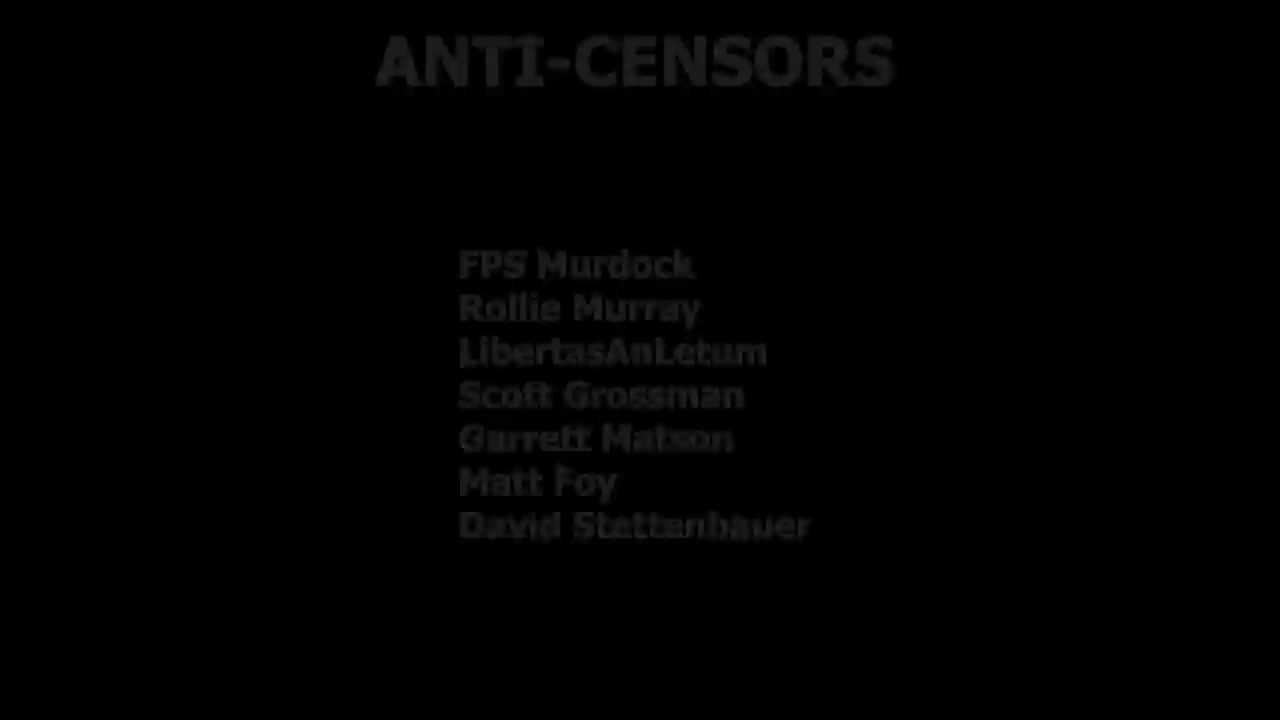 ANTI-CENSORS
FPS Murdock
Rollie Murray
LibertasAnLetum
Scott Grossman
Garrett Matson
Matt Foy
David Stettenbauer